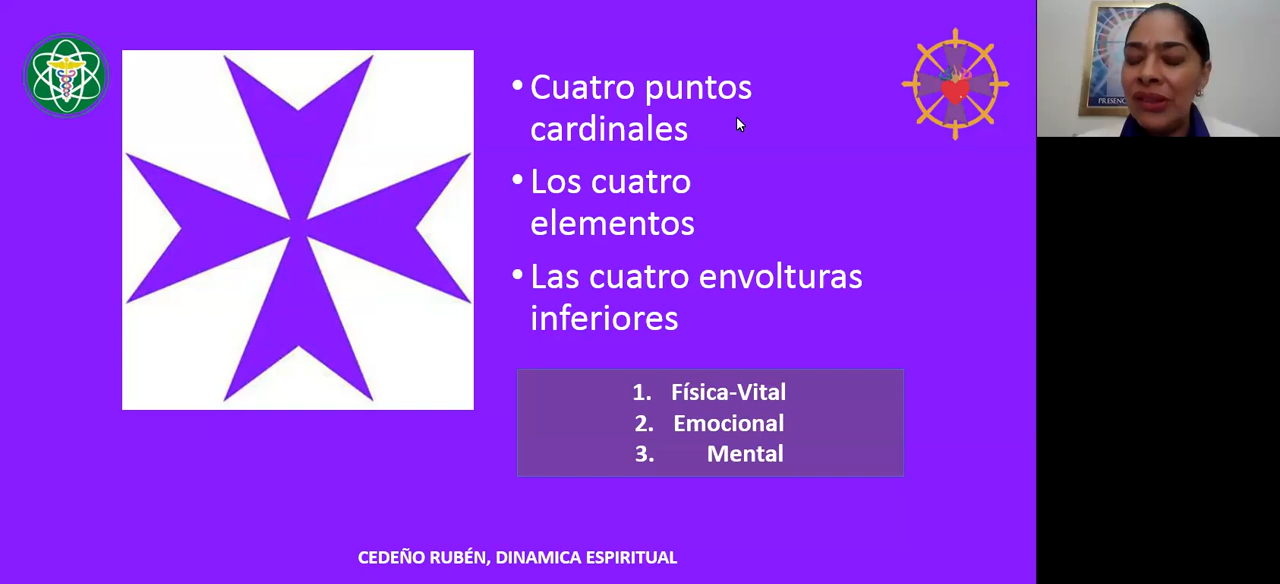 • Cuatro puntos
cardinales
• Los cuatro
elementos
• Las cuatro envolturas
inferiores
1. Física-Vital
2. Emocional
3. Mental
CEDEÑO RUBÉN, DINAMICA ESPIRITUAL
PRESENC